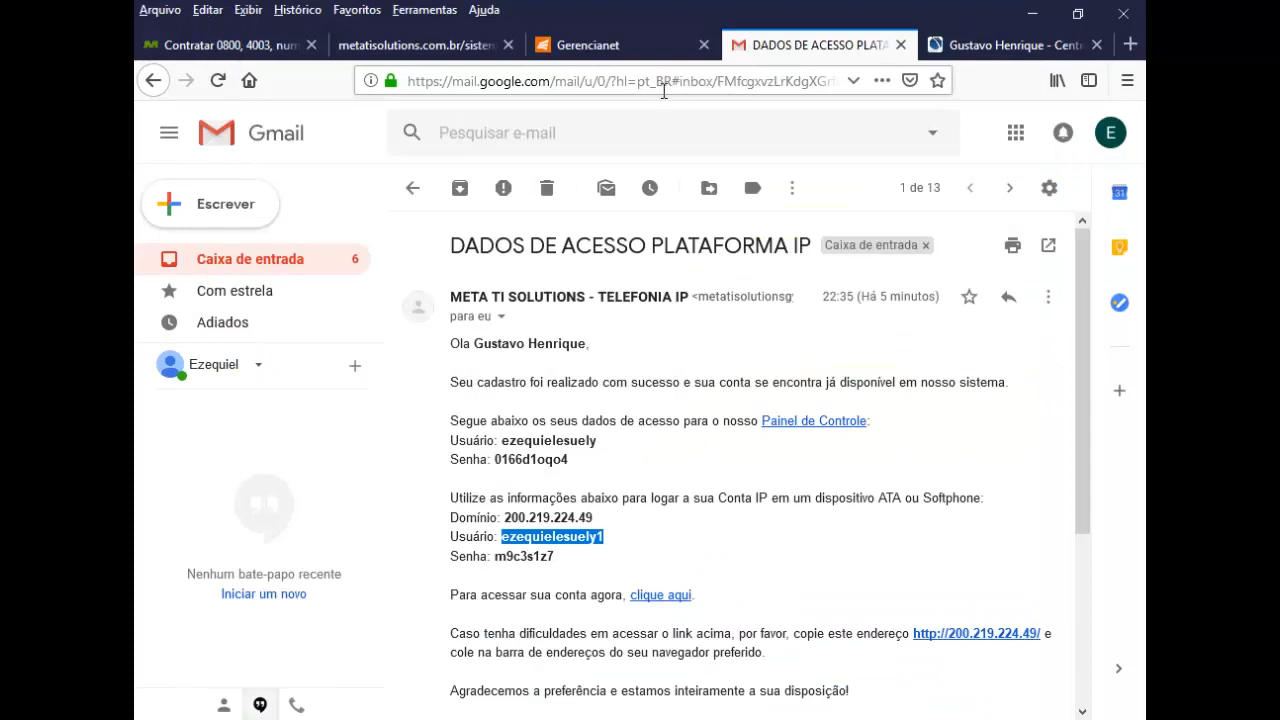 Arquivo Editar Exibir Histórico Favoritos Ferramentas Ajuda
Contratar 0800, 4003, nu
metatisolutions.com.br/sister
Gerencianet
DADOS DE ACESSO PLATA
Gustavo Henrique - Cent
https://mail.google.com/mail/u/0/?hl=pt_BR#inbox/FMfcgxvzLrKdgXGr
Gmail
Pesquisar e-mail
E
Escrever
1 de 13
31
Caixa de entrada 6
Com estrela
Adiados
Ezequiel
Nenhum bate-papo recente
Iniciar um novo
DADOS DE ACESSO PLATAFORMA IP Caixa de entrada x
META TI SOLUTIONS - TELEFONIA IP <metatisolutionsg 22:35 (Há 5 minutos)
para eu
Ola Gustavo Henrique,
Seu cadastro foi realizado com sucesso e sua conta se encontra já disponível em nosso sistema.
Segue abaixo os seus dados de acesso para o nosso Painel de Controle:
Usuário: ezequielesuely
Senha: 0166d1oqo4
Utilize as informações abaixo para logar a sua Conta IP em um dispositivo ATA ou Softphone:
Domínio: 200.219.224.49
Usuário: ezequielesuely1
Senha: m9c3s1z7
Para acessar sua conta agora, clique aqui.
Caso tenha dificuldades em acessar o link acima, por favor, copie este endereço http://200.219.224.49/ e
cole na barra de endereços do seu navegador preferido.
Agradecemos a preferência e estamos inteiramente a sua disposição!